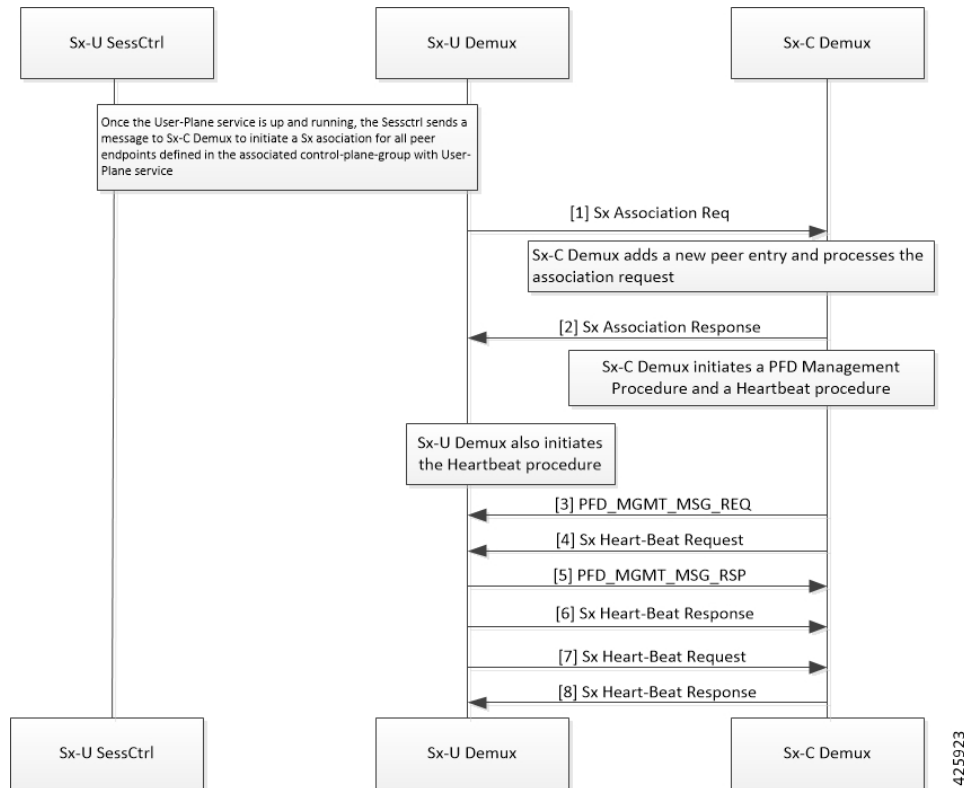 Sx-U SessCtrl
Sx-U Demux
Sx-C Demux
Once the User-Plane service is up and running, the Sessctrl sends a
message to Sx-C Demux to initiate a Sx asociation for all peer
endpoints defined in the associated control-plane-group with User-
Plane service
[1] Sx Association Req
Sx-C Demux adds a new peer entry and processes the
association request
[2] Sx Association Response
Sx-C Demux initiates a PFD Management
Procedure and a Heartbeat procedure
Sx-U Demux also initiates
the Heartbeat procedure
[3] PFD_MGMT_MSG_REQ
[4] Sx Heart-Beat Request
[5] PFD_MGMT_MSG_RSP
[6] Sx Heart-Beat Response
[7] Sx Heart-Beat Request
[8] Sx Heart-Beat Response
Sx-U SessCtrl
Sx-U Demux
Sx-C Demux
425923